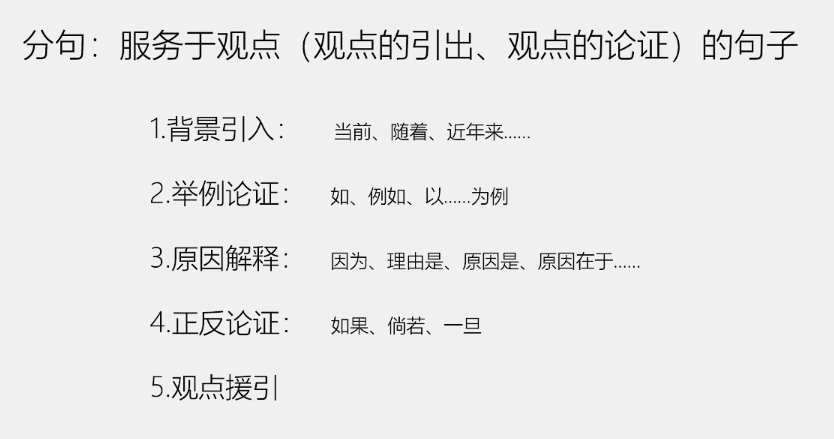 分句：服务于观点（观点的引出、观点的论证）的句子
1.背景引入： 当前、随着、近年来……
2.举例论证： 如、例如、以……为例
3.原因解释： 因为、理由是、原因是、原因在于……
4.正反论证： 如果、倘若、一旦
5.观点援引